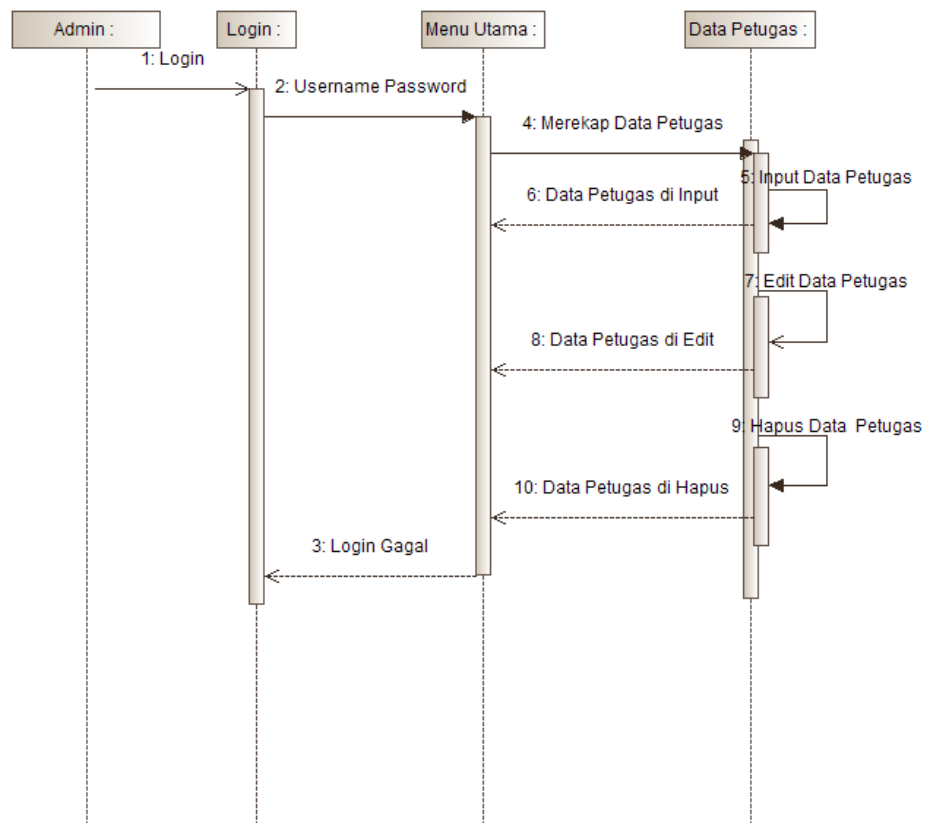 Admin :
Login :
Menu Utama :
Data Petugas :
1: Login
2: Username Password
4: Merekap Data Petugas
5: Input Data Petugas
6: Data Petugas di Input
7: Edit Data Petugas
8: Data Petugas di Edit
9: Hapus Data Petugas
10: Data Petugas di Hapus
3: Login Gagal